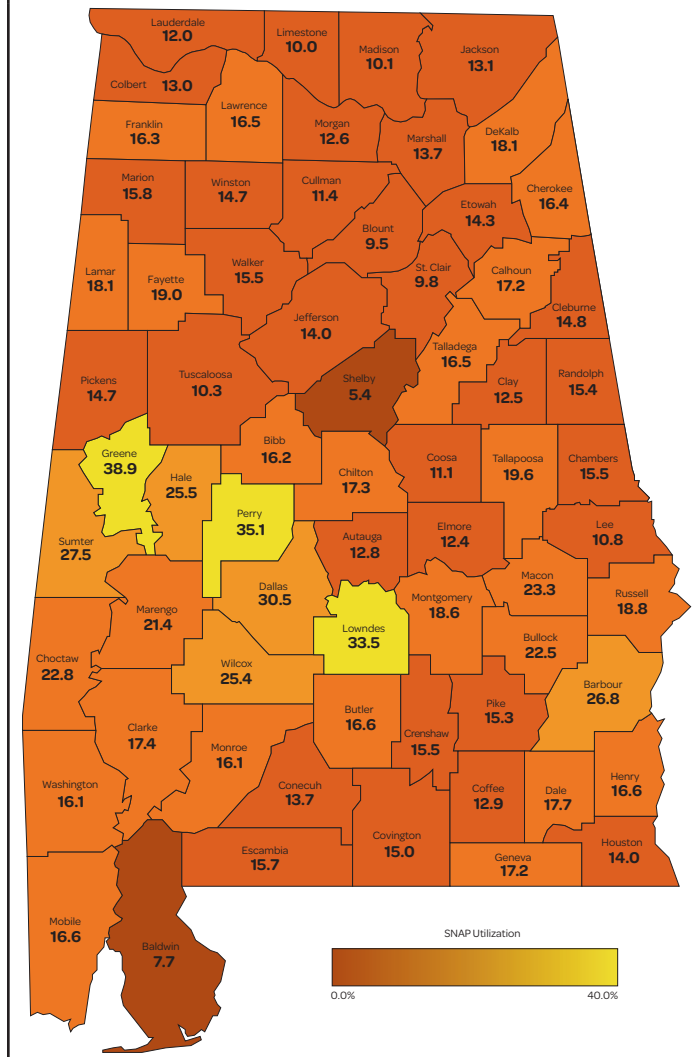 Lauderdale
12.0
Limestone
10.0
Madison
10.1
Jackson
13.1
Colbert 13.0
Lawrence
16.5
Franklin
16.3
Morgan
12.6
Marshall
13.7
DeKalb
18.1
Marion
15.8
Winston
14.7
Cullman
11.4
Cherokee
16.4
Etowah
14.3
Blount
9.5
Lamar
18.1
Fayette
19.0
Walker
15.5
St. Clair
9.8
Calhoun
17.2
Cleburne
14.8
Jefferson
14.0
Talladega
16.5
Pickens
14.7
Tuscaloosa
10.3
Shelby
5.4
Clay
12.5
Randolph
15.4
Greene
38.9
Hale
25.5
Bibb
16.2
Chilton
17.3
Coosa
11.1
Tallapoosa
19.6
Chambers
15.5
Perry
35.1
Sumter
27.5
Autauga
12.8
Elmore
12.4
Lee
10.8
Dallas
30.5
Macon
23.3
Russell
18.8
Marengo
21.4
Lowndes
33.5
Montgomery
18.6
Bullock
22.5
Choctaw
22.8
Wilcox
25.4
Barbour
26.8
Clarke
17.4
Monroe
16.1
Butler
16.6
Crenshaw
15.5
Pike
15.3
Washington
16.1
Conecuh
13.7
Coffee
12.9
Dale
17.7
Henry
16.6
Escambia
15.7
Covington
15.0
Geneva
17.2
Houston
14.0
Mobile
16.6
Baldwin
7.7
SNAP Utilization
0.0% 40.0%